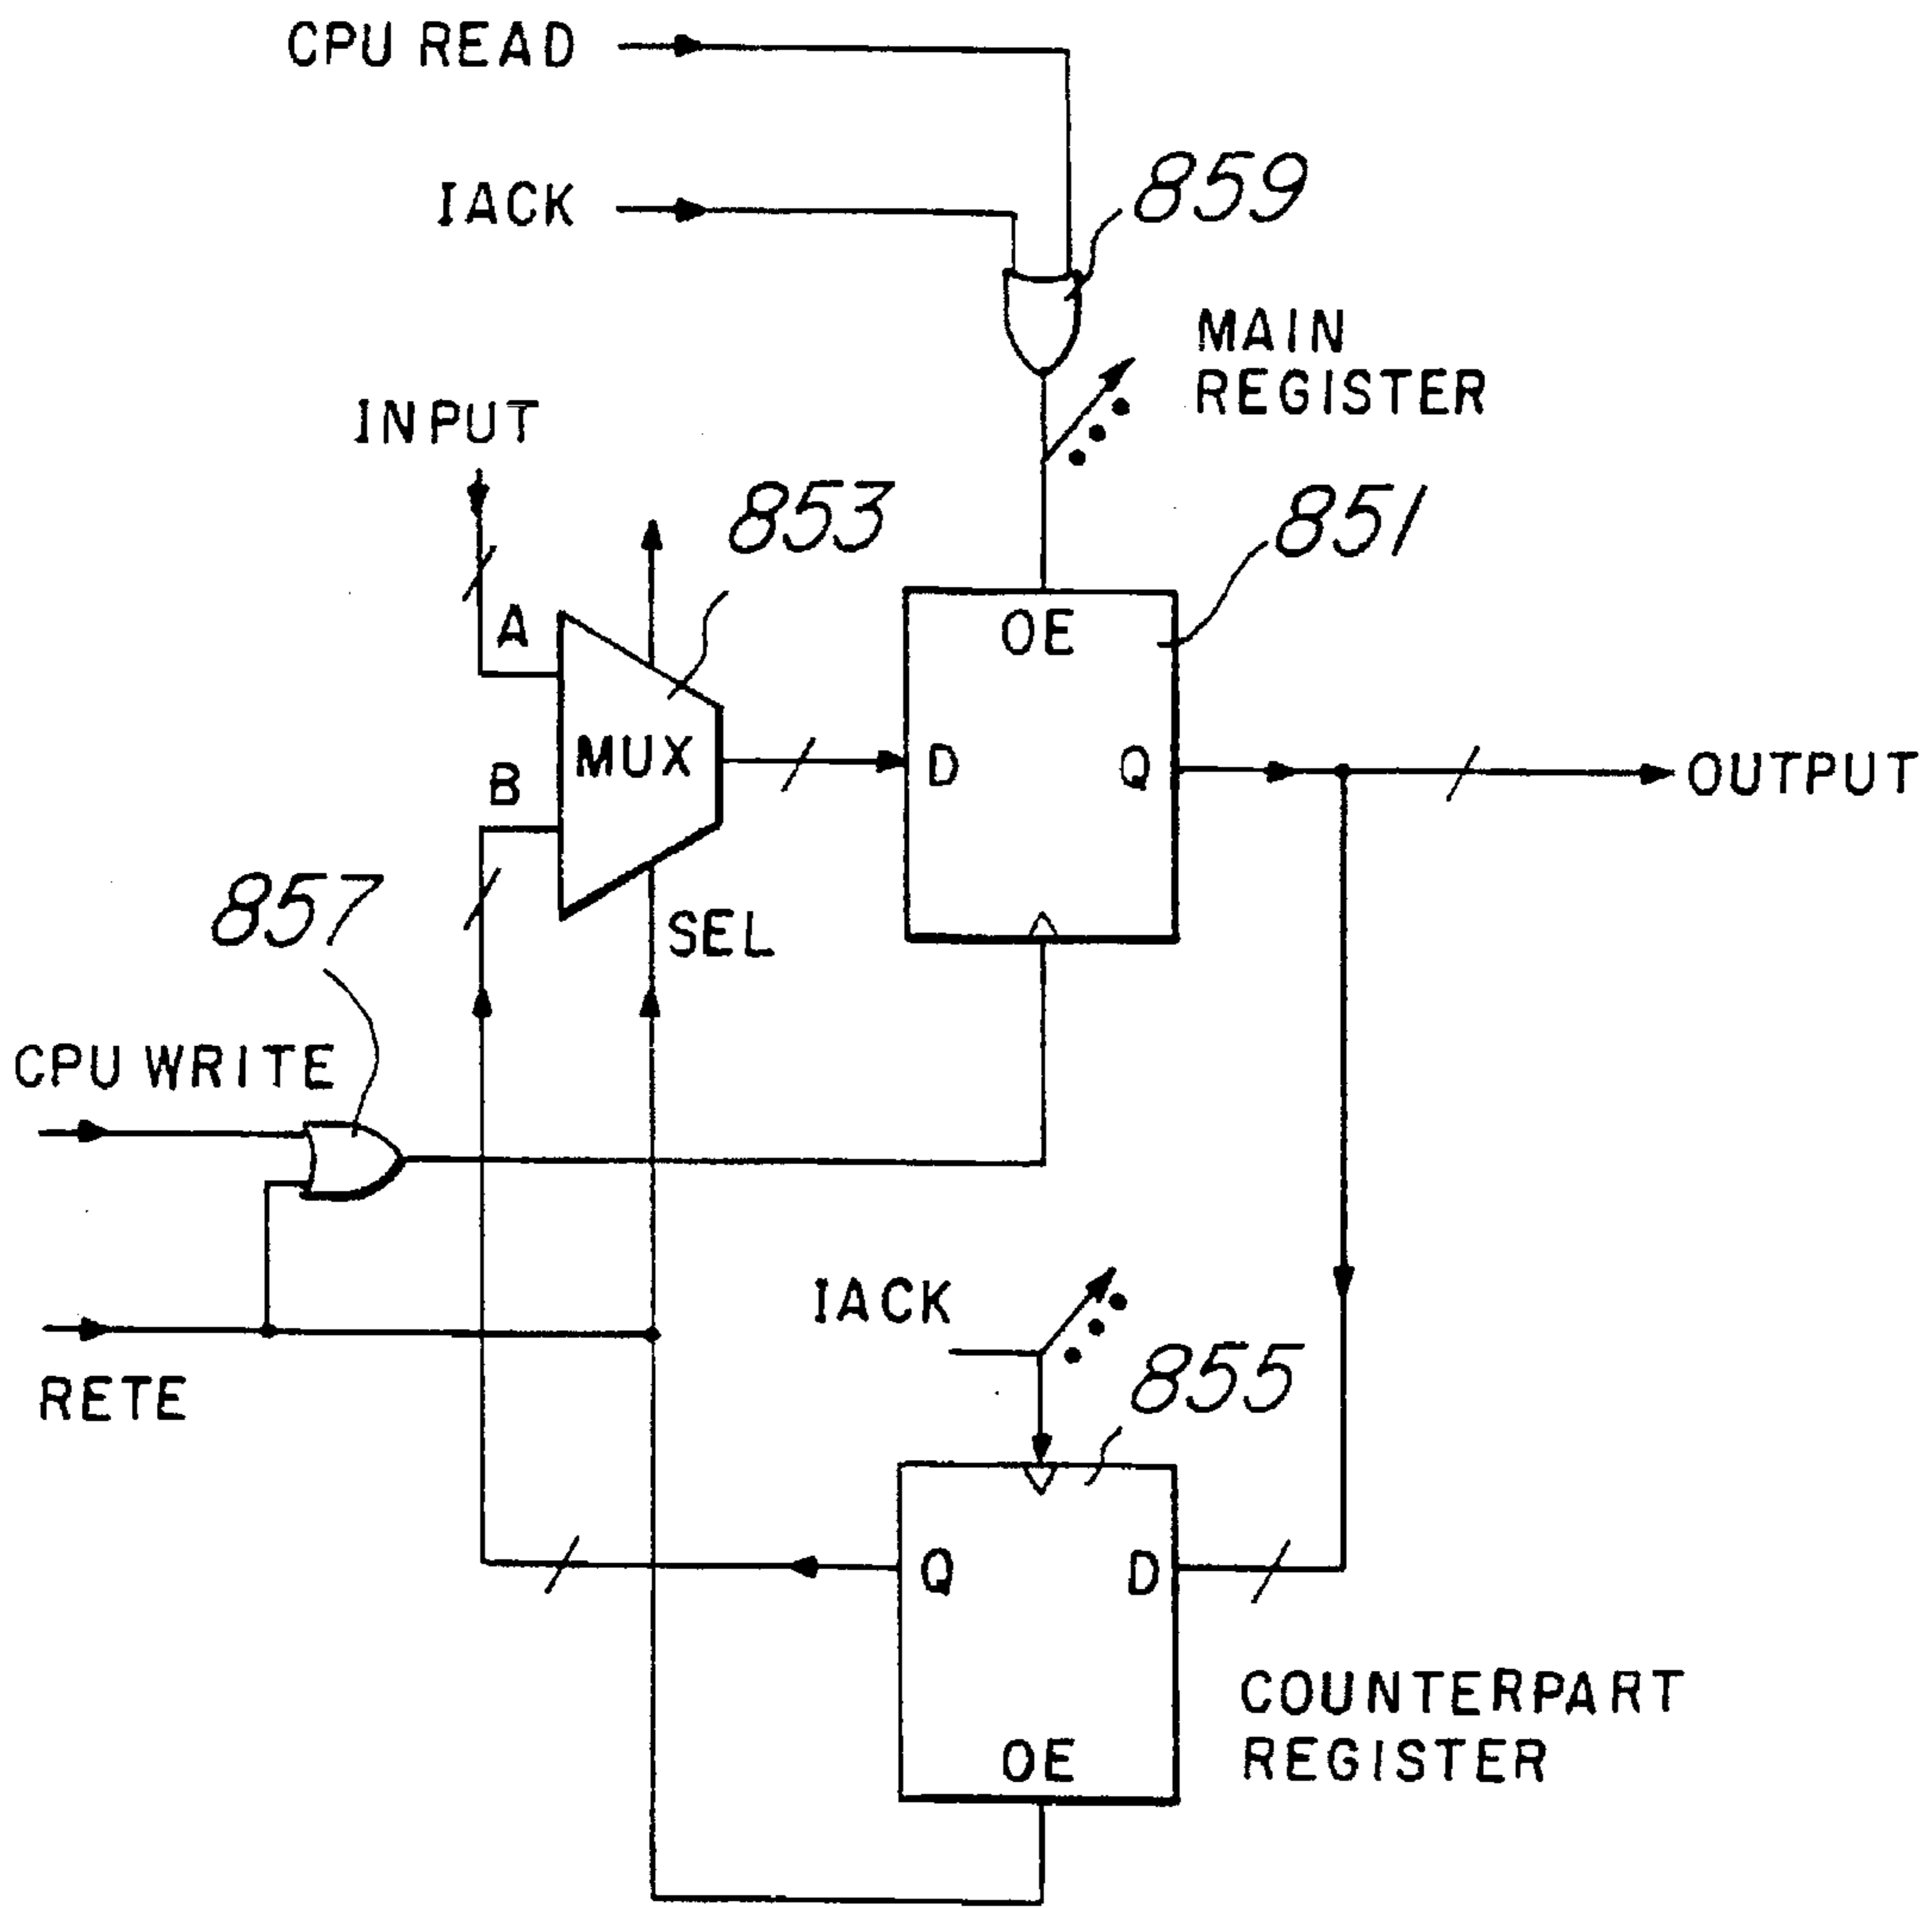 CPU READ
IACK
859
MAIN
REGISTER
INPUT
853
851
A
OE
MUX
D
Q
OUTPUT
B
857
SEL
CPU WRITE
IACK
855
RETE
Q
D
COUNTERPART
REGISTER
OE